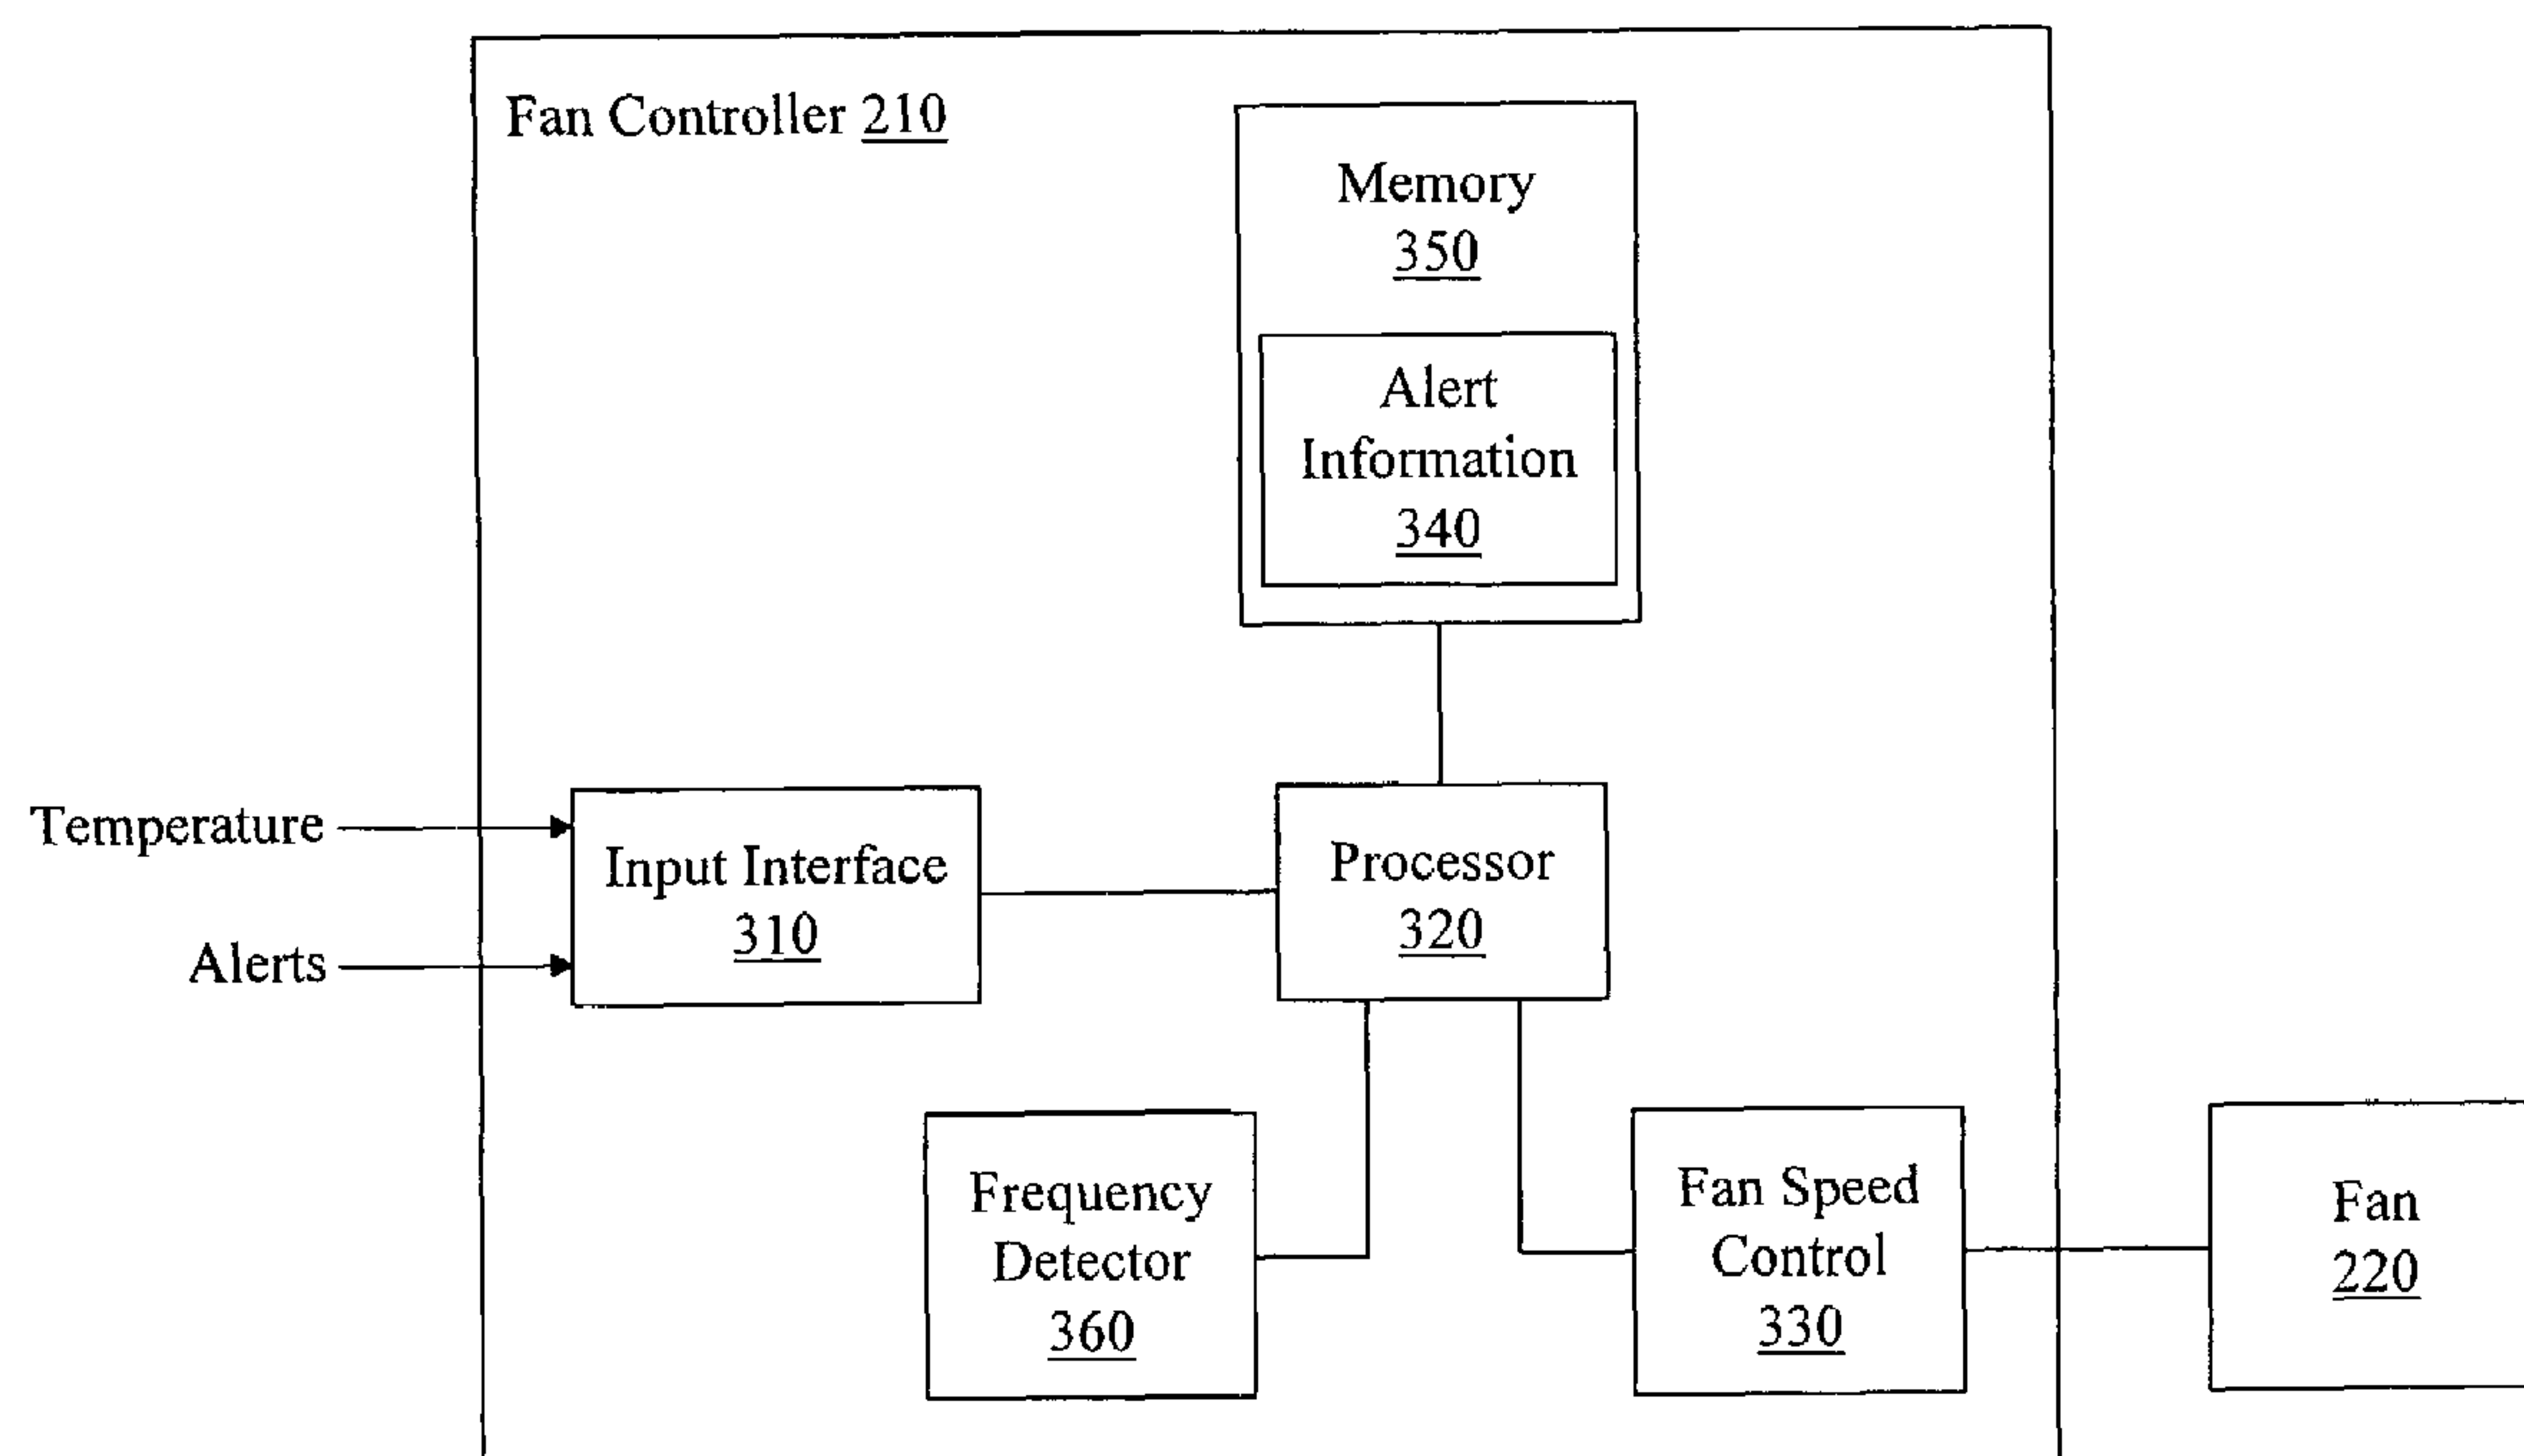 Fan Controller 210
Memory
350
Alert
Information
340
Temperature
Alerts
Input Interface
310
Processor
320
Frequency
Detector
360
Fan Speed
Control
330
Fan
220